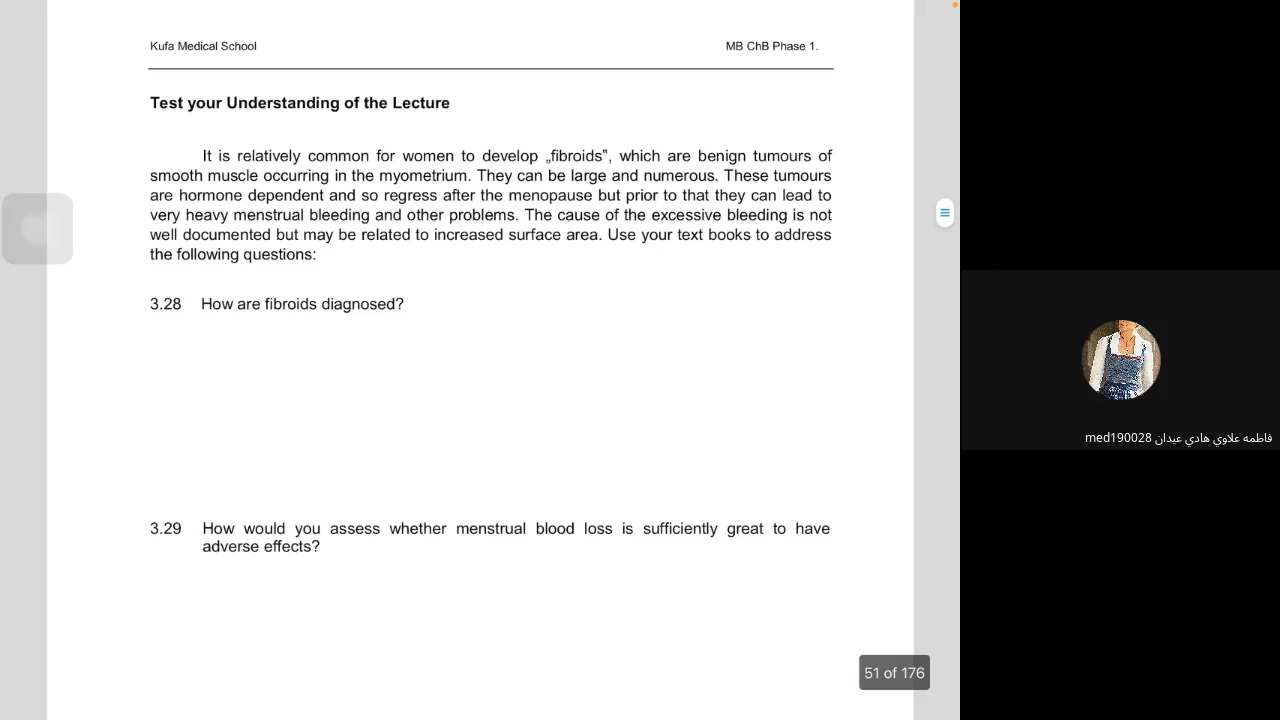 Kufa Medical School
MB ChB Phase 1.
Test your Understanding of the Lecture
It is relatively common for women to develop „fibroids‟, which are benign tumours of
smooth muscle occurring in the myometrium. They can be large and numerous. These tumours
are hormone dependent and so regress after the menopause but prior to that they can lead to
very heavy menstrual bleeding and other problems. The cause of the excessive bleeding is not
well documented but may be related to increased surface area. Use your text books to address
the following questions:
3.28 How are fibroids diagnosed?
3.29 How would you assess whether menstrual blood loss is sufficiently great to have
adverse effects?
51 of 176
فاطمه علاوي هادي عيدان med190028